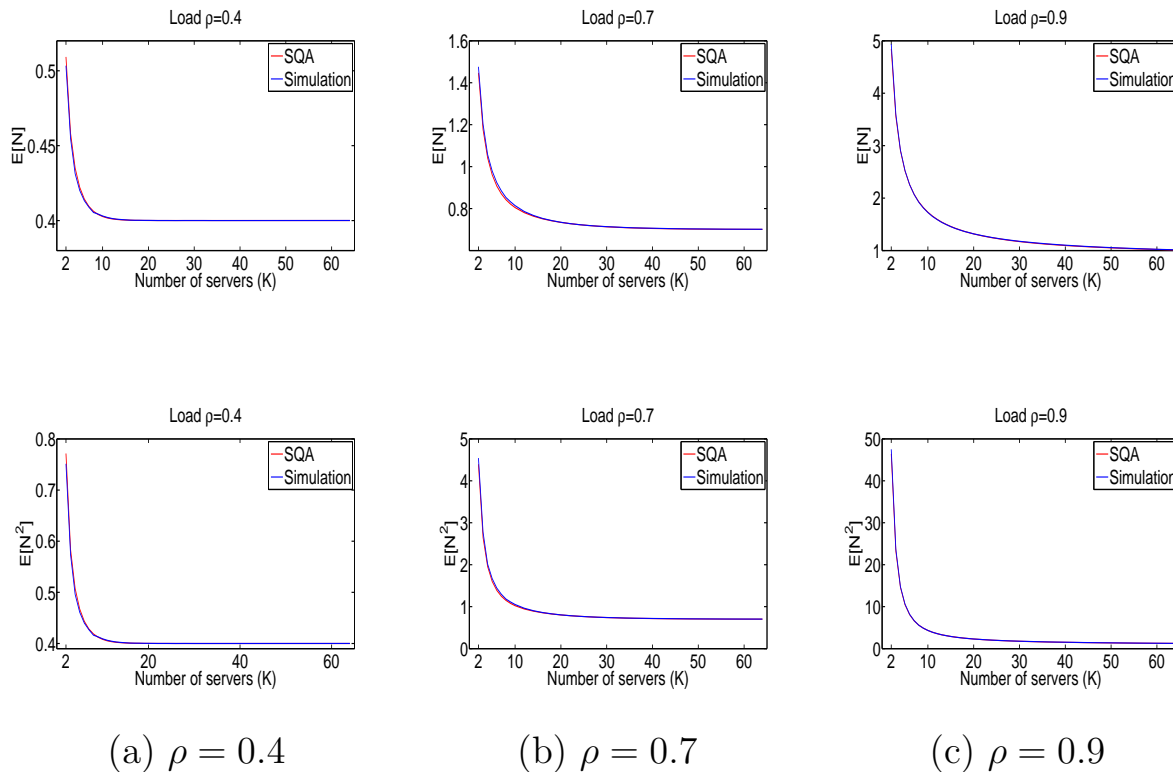 Load ρ=0.4
0.5
0.45
0.4
E[N]
SQA
Simulation
2 10 20 30 40 50 60
Number of servers (K)
Load ρ=0.7
1.6
1.4
1.2
1
0.8
E[N]
SQA
Simulation
2 10 20 30 40 50 60
Number of servers (K)
Load ρ=0.9
5
4
3
2
1
E[N]
SQA
Simulation
2 10 20 30 40 50 60
Number of servers (K)
Load ρ=0.4
0.8
0.7
0.6
0.5
0.4
E[N²]
SQA
Simulation
2 20 40 60
Number of servers (K)
Load ρ=0.7
5
4
3
2
1
0
E[N²]
SQA
Simulation
2 10 20 30 40 50 60
Number of servers (K)
Load ρ=0.9
50
40
30
20
10
0
E[N²]
SQA
Simulation
2 10 20 30 40 50 60
Number of servers (K)
(a) ρ = 0.4
(b) ρ = 0.7
(c) ρ = 0.9